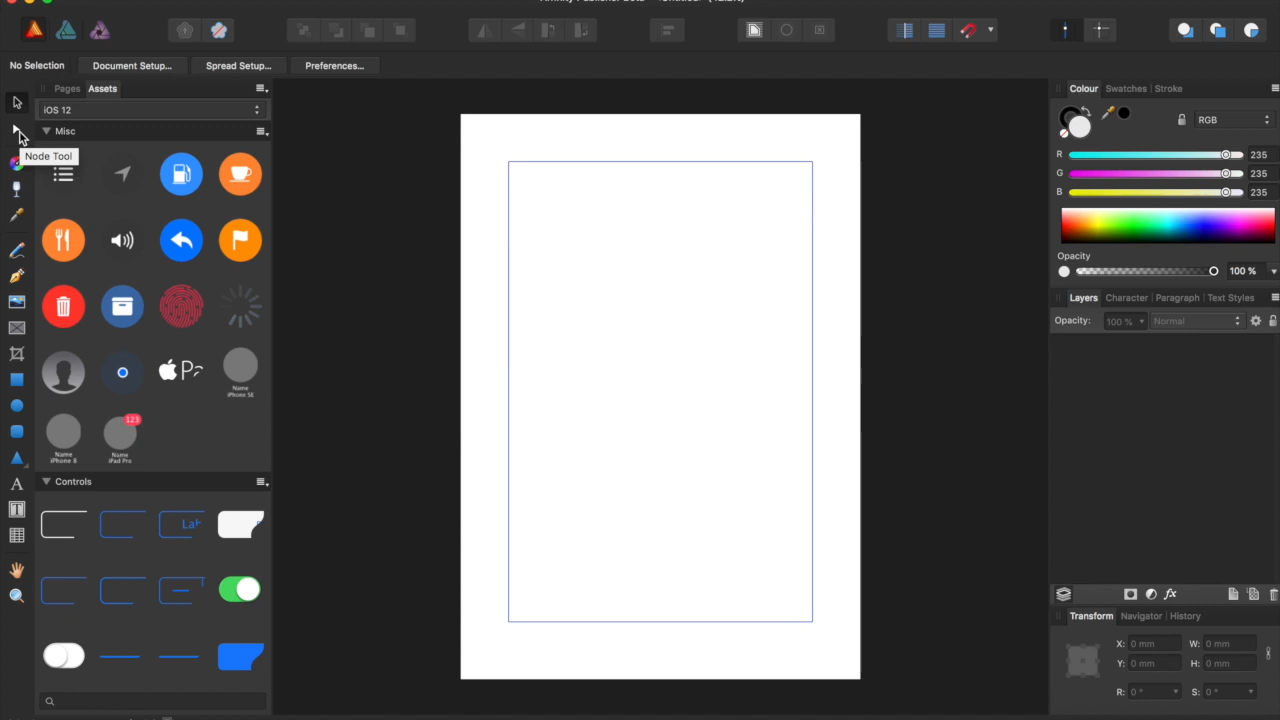 No Selection
Document Setup...
Spread Setup...
Preferences...
Pages
Assets
iOS 12
Misc
Node Tool
Name
iPhone SE
Name
iPhone 8
123
Name
iPad Pro
Controls
Colour
Swatches
Stroke
RGB
R
235
G
235
B
235
Opacity
100 %
Layers
Character
Paragraph
Text Styles
Opacity:
100 %
Normal
fx
Transform
Navigator
History
X:
0 mm
W:
0 mm
Y:
0 mm
H:
0 mm
R:
0 °
S:
0 °